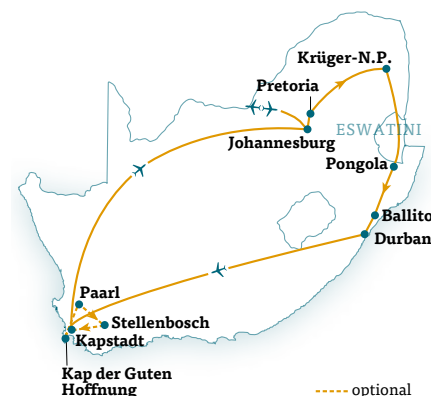 Krüger-N.P.
Pretoria
ESWATINI
Johannesburg
Pongola
Ballito
Durban
Paarl
Stellenbosch
Kapstadt
Kap der Guten
Hoffnung
optional